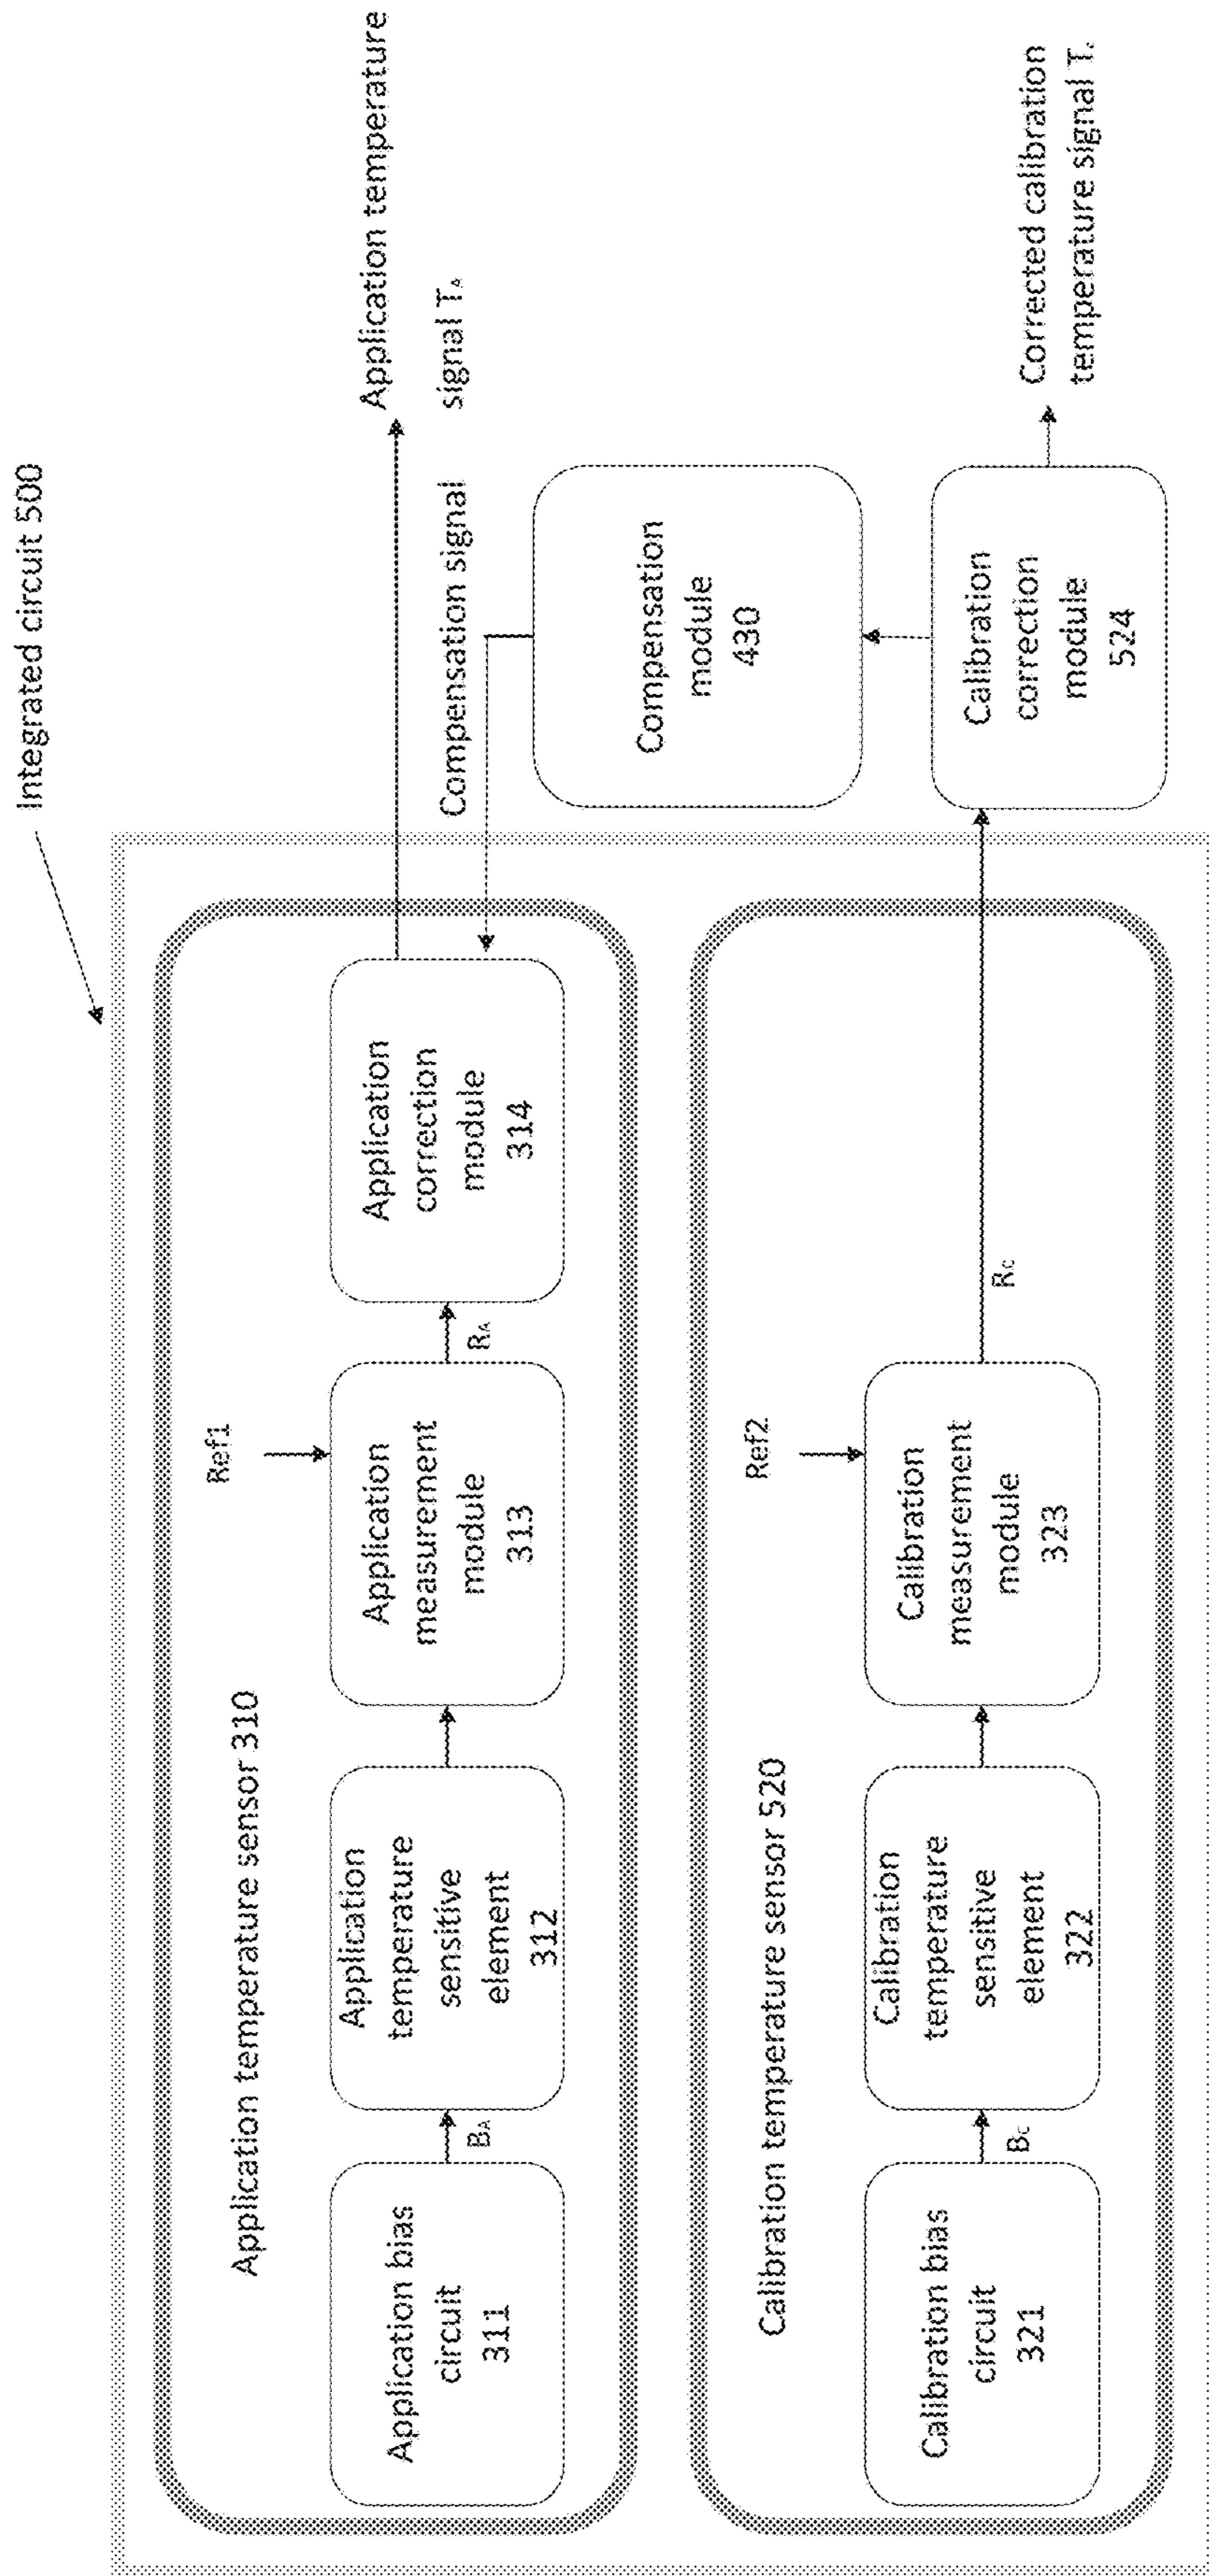 Integrated circuit 500
Application temperature
signal TA
Compensation signal
Application temperature sensor 310
Ref1
Application bias
circuit
311
BA
Application
temperature
sensitive
element
312
Application
measurement
module
313
RA
Application
correction
module
314
Compensation
module
430
Calibration temperature sensor 520
Ref2
Calibration bias
circuit
321
BC
Calibration
temperature
sensitive
element
322
Calibration
measurement
module
323
RC
Calibration
correction
module
524
Corrected calibration
temperature signal T